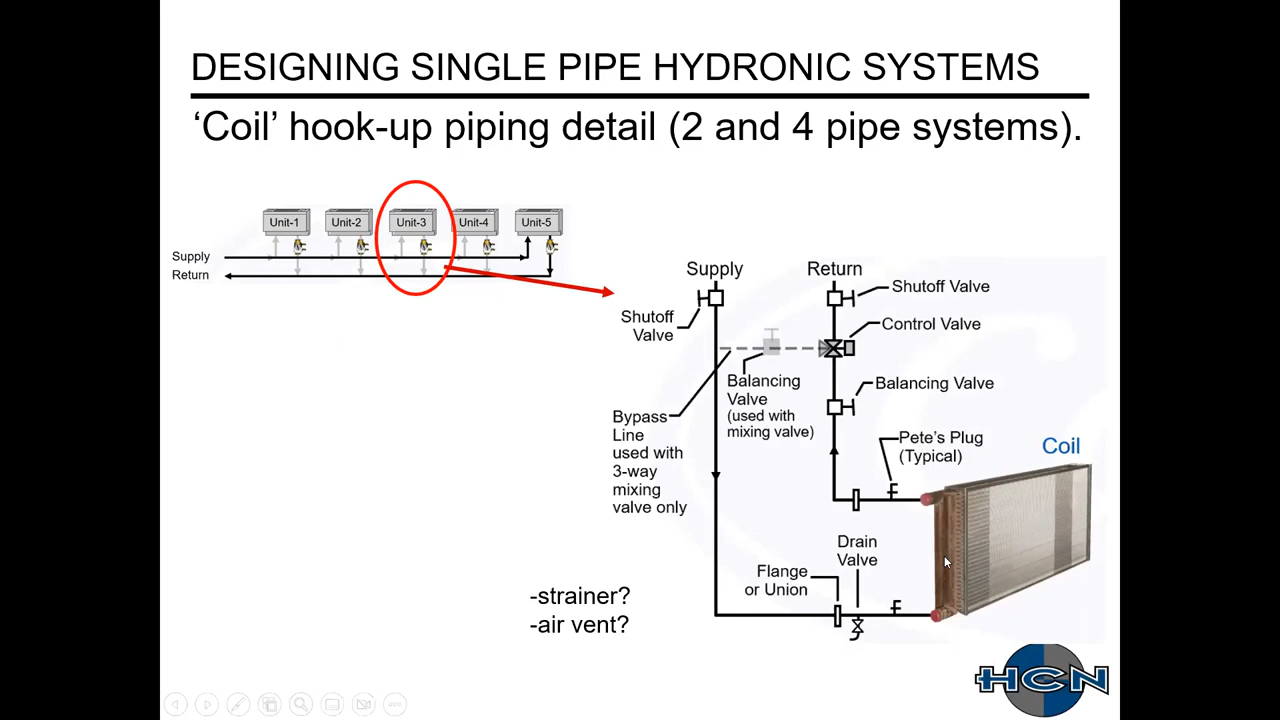 DESIGNING SINGLE PIPE HYDRONIC SYSTEMS
‘Coil’ hook-up piping detail (2 and 4 pipe systems).
Unit-1
Unit-2
Unit-3
Unit-4
Unit-5
Supply
Return
Supply
Return
Shutoff Valve
Shutoff
Valve
Control Valve
Balancing
Valve
(used with
mixing valve)
Balancing Valve
Bypass
Line
used with
3-way
mixing
valve only
Pete's Plug
(Typical)
Coil
Drain
Valve
Flange
or Union
-strainer?
-air vent?
HCN